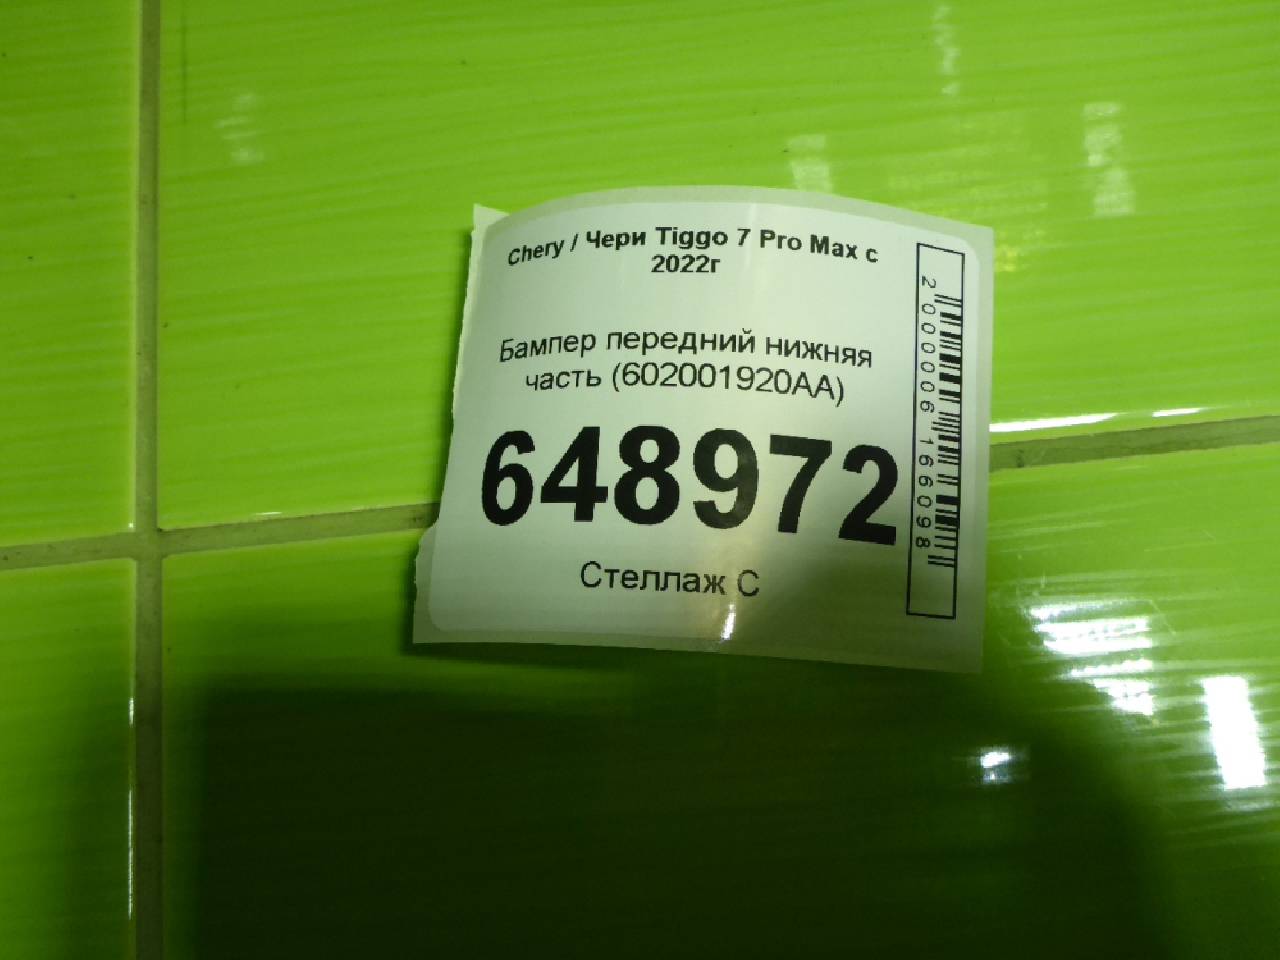 Chery / Чери Tiggo 7 Pro Max с
2022г
Бампер передний нижняя
часть (602001920AA)
648972
Стеллаж С
2000006166098